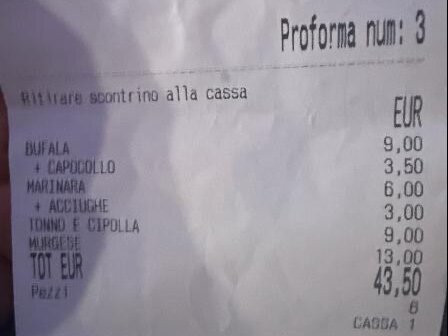 Proforma num: 3
Ritirare scontrino alla cassa
EUR
BUFALA 9,00
+ CAPOCOLLO 3,50
MARINARA 6,00
+ ACCIUGHE 3,00
TONNO E CIPOLLA 9,00
MURGESE 13,00
TOT EUR 43,50
Pezzi 6
CASSA 1